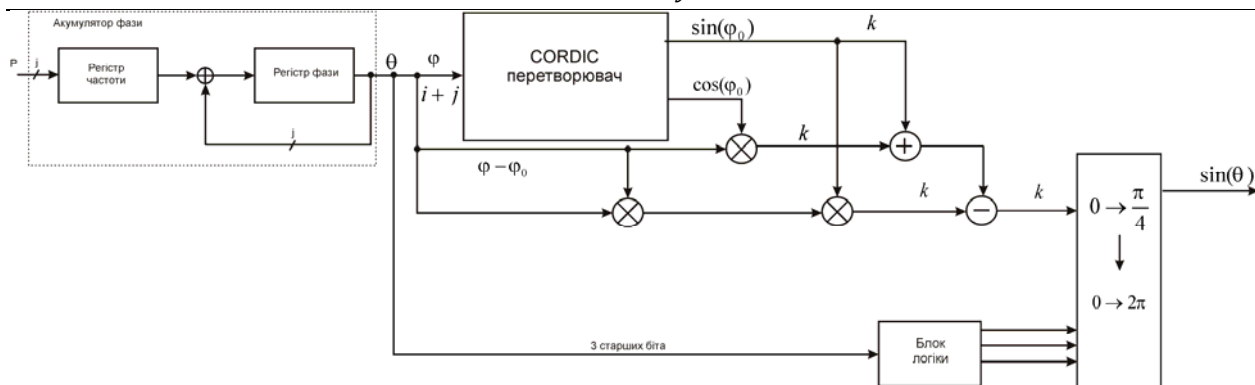 Акумулятор фази
P
j
Регістр
частоти
Регістр фази
j
θ
φ
i + j
CORDIC
перетворювач
sin(φ₀)
k
cos(φ₀)
k
φ − φ₀
k
k
sin(θ)
0 → π/4
0 → 2π
3 старших біта
Блок
логіки